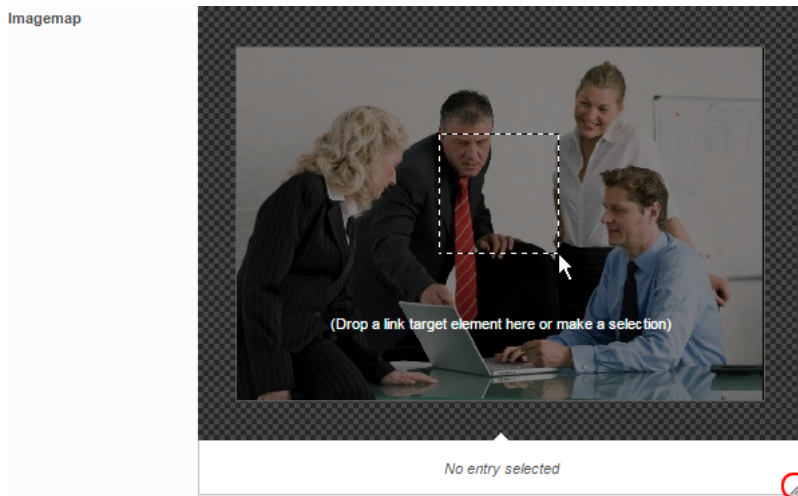 Imagemap
(Drop a link target element here or make a selection)
No entry selected